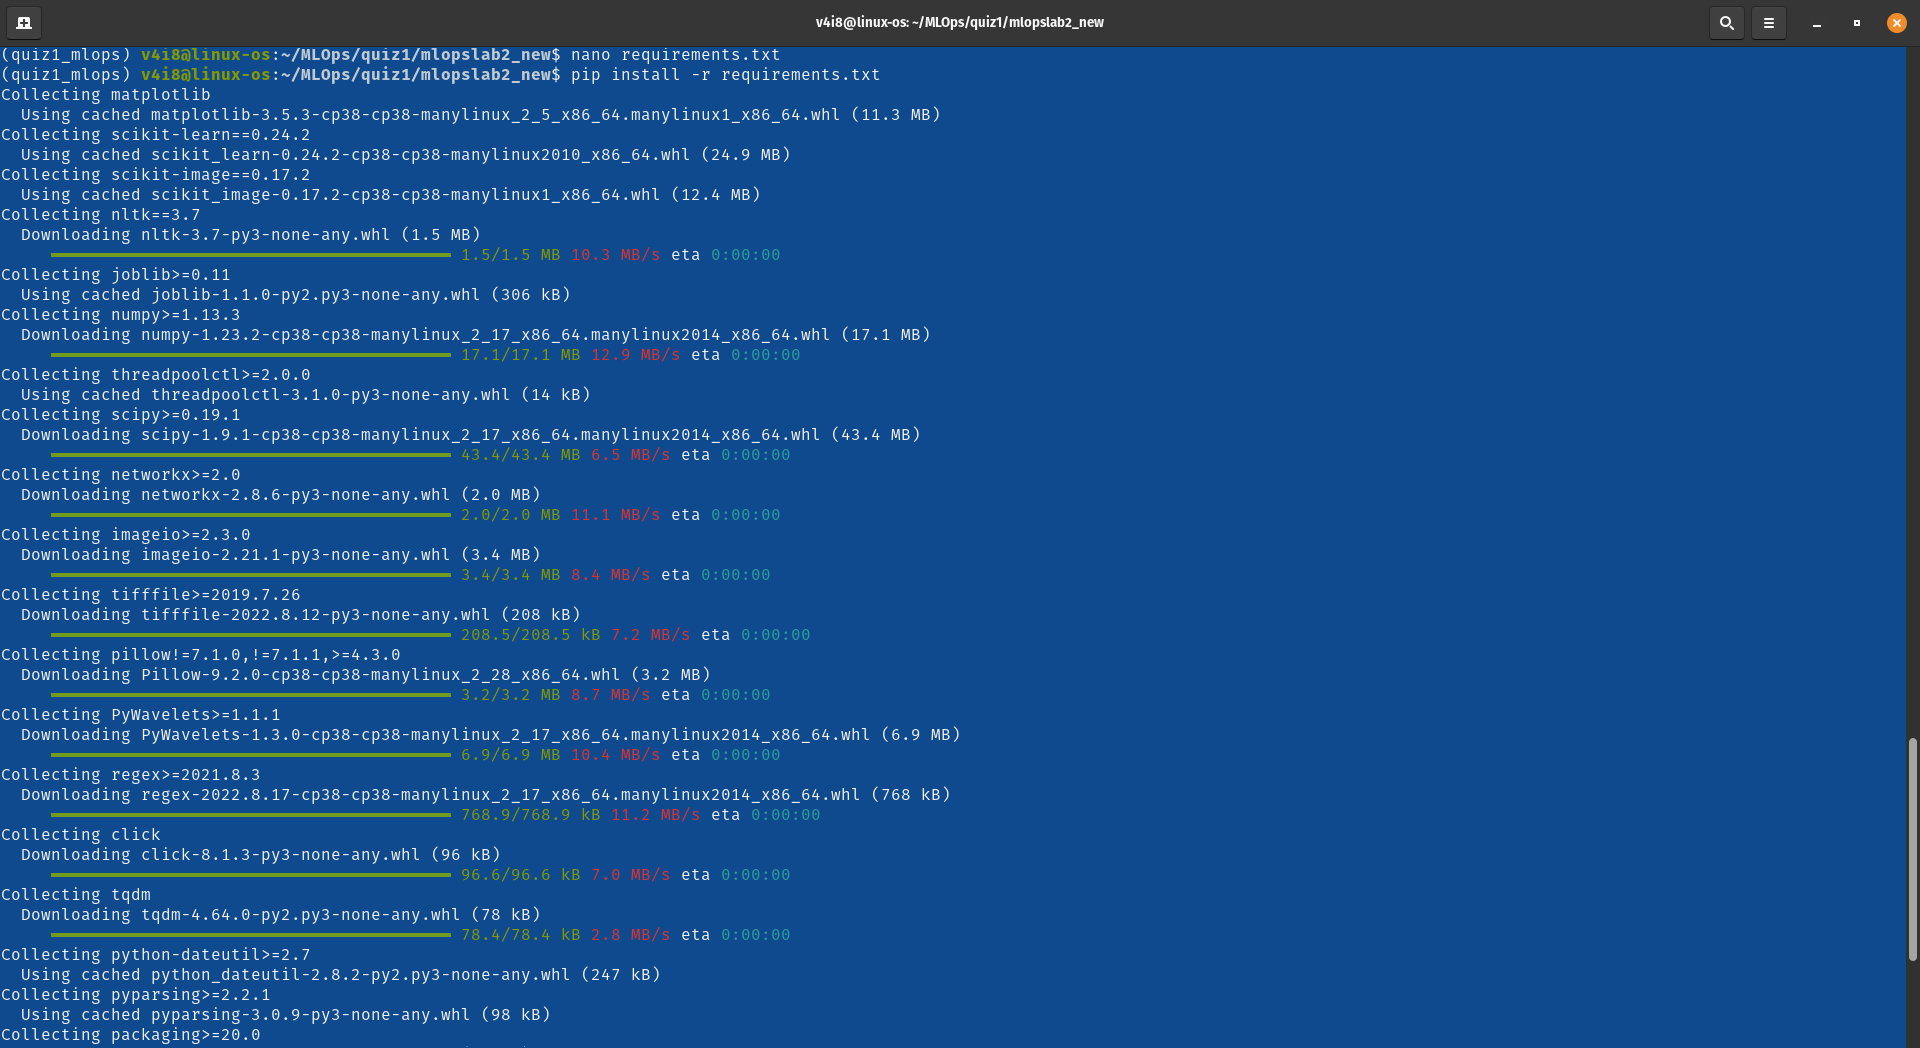 v4i8@linux-os: ~/MLOps/quiz1/mlopslab2_new
(quiz1_mlops) v4i8@linux-os:~/MLOps/quiz1/mlopslab2_new$ nano requirements.txt
(quiz1_mlops) v4i8@linux-os:~/MLOps/quiz1/mlopslab2_new$ pip install -r requirements.txt
Collecting matplotlib
  Using cached matplotlib-3.5.3-cp38-cp38-manylinux_2_5_x86_64.manylinux1_x86_64.whl (11.3 MB)
Collecting scikit-learn==0.24.2
  Using cached scikit_learn-0.24.2-cp38-cp38-manylinux2010_x86_64.whl (24.9 MB)
Collecting scikit-image==0.17.2
  Using cached scikit_image-0.17.2-cp38-cp38-manylinux1_x86_64.whl (12.4 MB)
Collecting nltk==3.7
  Downloading nltk-3.7-py3-none-any.whl (1.5 MB)
1.5/1.5 MB 10.3 MB/s eta 0:00:00
Collecting joblib>=0.11
  Using cached joblib-1.1.0-py2.py3-none-any.whl (306 kB)
Collecting numpy>=1.13.3
  Downloading numpy-1.23.2-cp38-cp38-manylinux_2_17_x86_64.manylinux2014_x86_64.whl (17.1 MB)
17.1/17.1 MB 12.9 MB/s eta 0:00:00
Collecting threadpoolctl>=2.0.0
  Using cached threadpoolctl-3.1.0-py3-none-any.whl (14 kB)
Collecting scipy>=0.19.1
  Downloading scipy-1.9.1-cp38-cp38-manylinux_2_17_x86_64.manylinux2014_x86_64.whl (43.4 MB)
43.4/43.4 MB 6.5 MB/s eta 0:00:00
Collecting networkx>=2.0
  Downloading networkx-2.8.6-py3-none-any.whl (2.0 MB)
2.0/2.0 MB 11.1 MB/s eta 0:00:00
Collecting imageio>=2.3.0
  Downloading imageio-2.21.1-py3-none-any.whl (3.4 MB)
3.4/3.4 MB 8.4 MB/s eta 0:00:00
Collecting tifffile>=2019.7.26
  Downloading tifffile-2022.8.12-py3-none-any.whl (208 kB)
208.5/208.5 kB 7.2 MB/s eta 0:00:00
Collecting pillow!=7.1.0,!=7.1.1,>=4.3.0
  Downloading Pillow-9.2.0-cp38-cp38-manylinux_2_28_x86_64.whl (3.2 MB)
3.2/3.2 MB 8.7 MB/s eta 0:00:00
Collecting PyWavelets>=1.1.1
  Downloading PyWavelets-1.3.0-cp38-cp38-manylinux_2_17_x86_64.manylinux2014_x86_64.whl (6.9 MB)
6.9/6.9 MB 10.4 MB/s eta 0:00:00
Collecting regex>=2021.8.3
  Downloading regex-2022.8.17-cp38-cp38-manylinux_2_17_x86_64.manylinux2014_x86_64.whl (768 kB)
768.9/768.9 kB 11.2 MB/s eta 0:00:00
Collecting click
  Downloading click-8.1.3-py3-none-any.whl (96 kB)
96.6/96.6 kB 7.0 MB/s eta 0:00:00
Collecting tqdm
  Downloading tqdm-4.64.0-py2.py3-none-any.whl (78 kB)
78.4/78.4 kB 2.8 MB/s eta 0:00:00
Collecting python-dateutil>=2.7
  Using cached python_dateutil-2.8.2-py2.py3-none-any.whl (247 kB)
Collecting pyparsing>=2.2.1
  Using cached pyparsing-3.0.9-py3-none-any.whl (98 kB)
Collecting packaging>=20.0